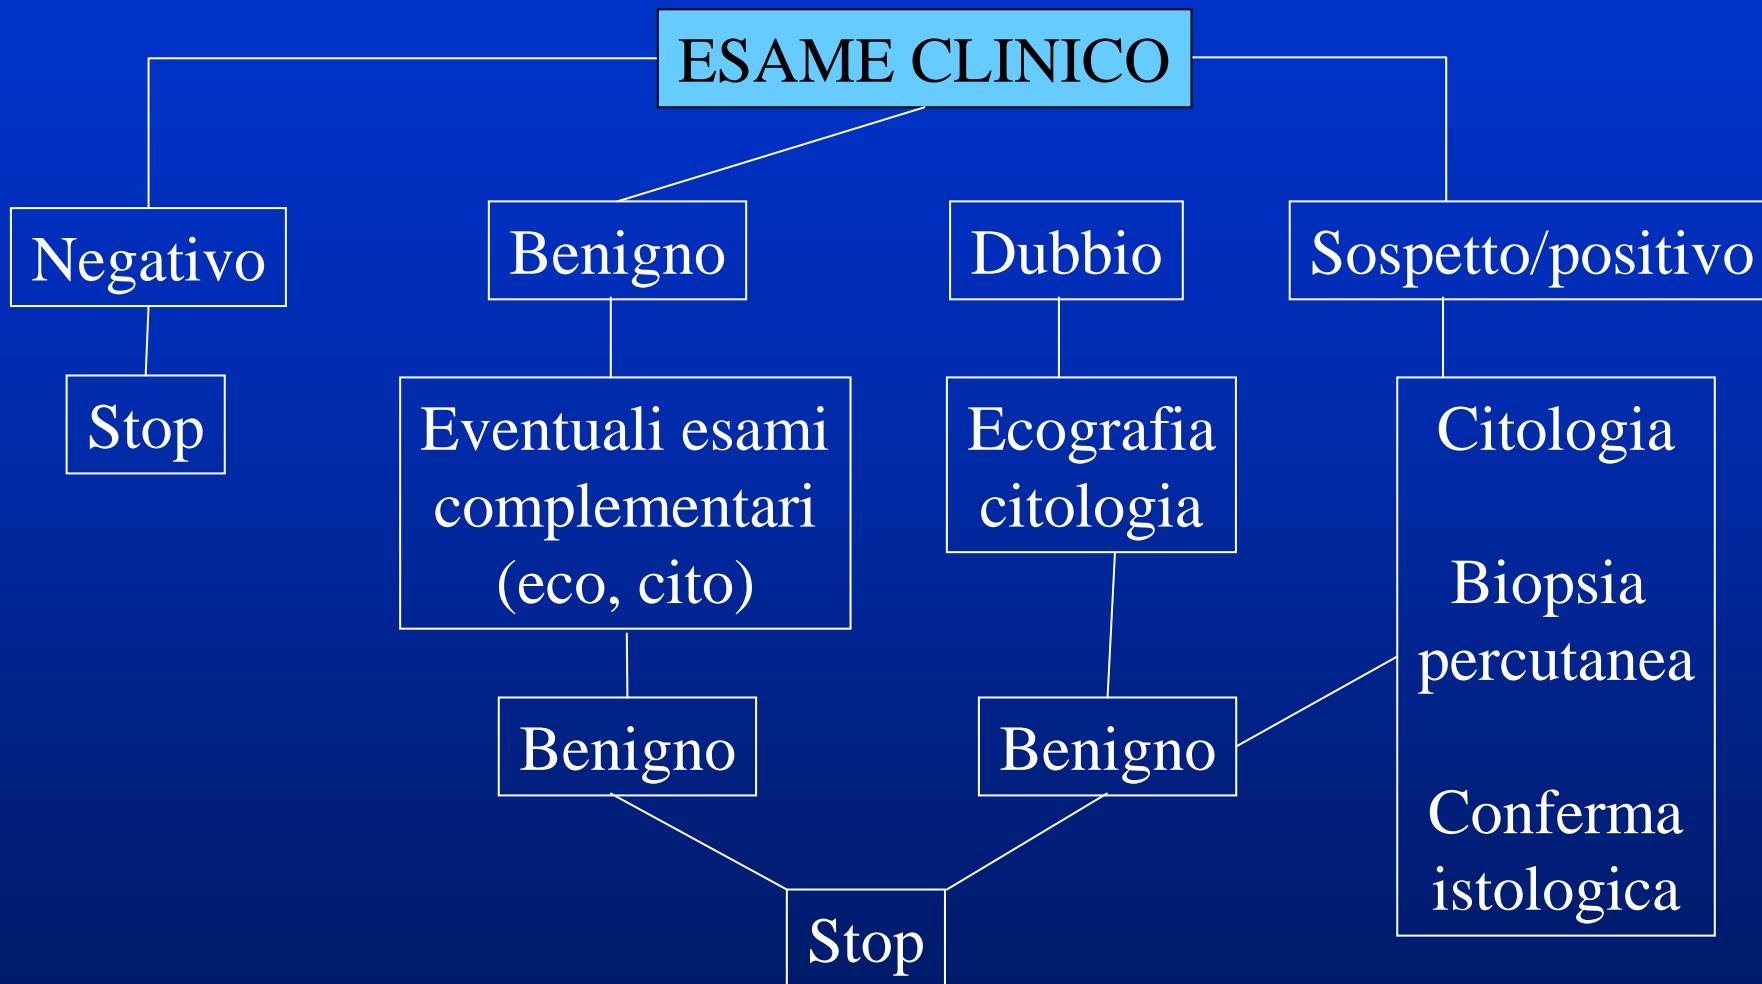 ESAME CLINICO
Negativo
Benigno
Dubbio
Sospetto/positivo
Stop
Eventuali esami
complementari
(eco, cito)
Ecografia
citologia
Citologia
Biopsia
percutanea
Conferma
istologica
Benigno
Benigno
Stop